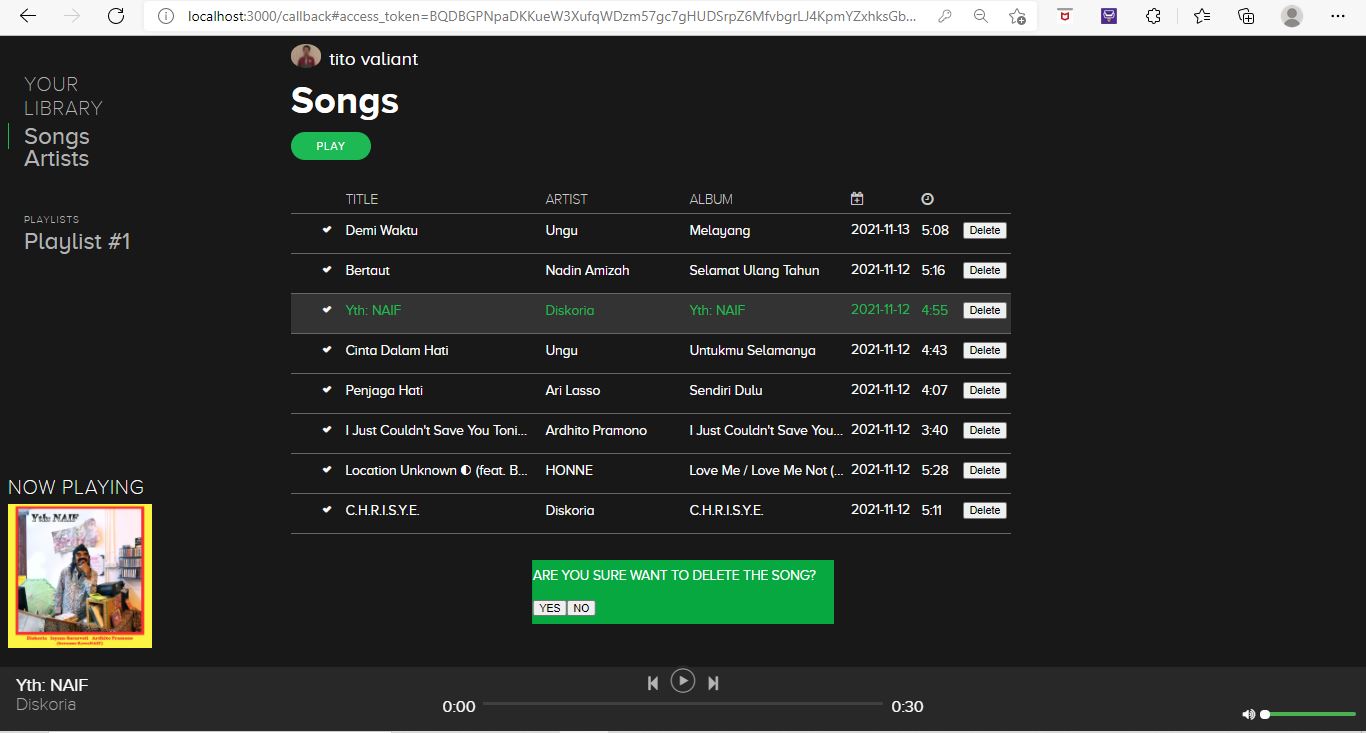 localhost:3000/callback#access_token=BQDBGPNpaDKKueW3XufqWDzm57gc7gHUDSrpZ6MfvbgrLJ4KpmYZxhksGb...
tito valiant
YOUR
LIBRARY
Songs
Artists
PLAYLISTS
Playlist #1
Songs
PLAY
TITLE ARTIST ALBUM
Demi Waktu Ungu Melayang 2021-11-13 5:08 Delete
Bertaut Nadin Amizah Selamat Ulang Tahun 2021-11-12 5:16 Delete
Yth: NAIF Diskoria Yth: NAIF 2021-11-12 4:55 Delete
Cinta Dalam Hati Ungu Untukmu Selamanya 2021-11-12 4:43 Delete
Penjaga Hati Ari Lasso Sendiri Dulu 2021-11-12 4:07 Delete
I Just Couldn't Save You Toni... Ardhito Pramono I Just Couldn't Save You... 2021-11-12 3:40 Delete
Location Unknown ◐ (feat. B... HONNE Love Me / Love Me Not (... 2021-11-12 5:28 Delete
C.H.R.I.S.Y.E. Diskoria C.H.R.I.S.Y.E. 2021-11-12 5:11 Delete
NOW PLAYING
Yth: NAIF
Diskoria Isyana Sarasvati Ardhito Pramono
ARE YOU SURE WANT TO DELETE THE SONG?
YES NO
Yth: NAIF
Diskoria
0:00 0:30